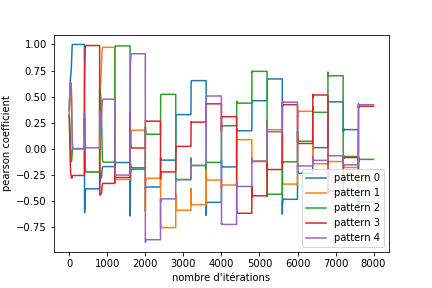 1.00
0.75
0.50
0.25
0.00
−0.25
−0.50
−0.75
pearson coefficient
0 1000 2000 3000 4000 5000 6000 7000 8000
nombre d'itérations
pattern 0
pattern 1
pattern 2
pattern 3
pattern 4